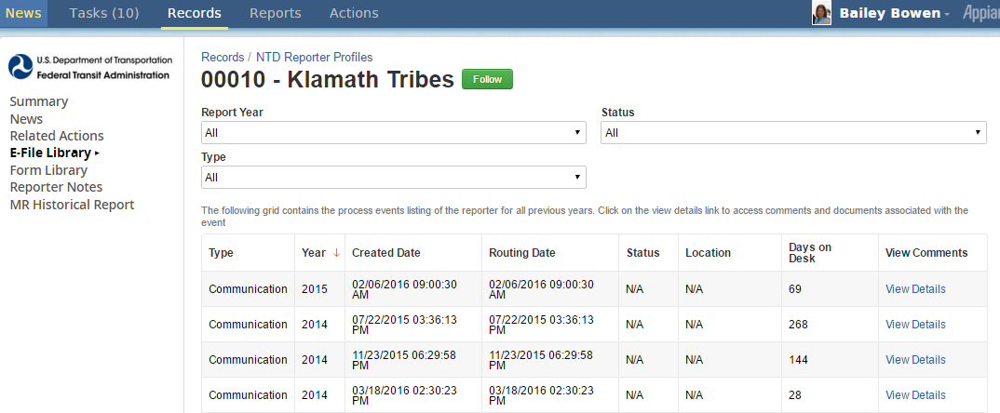 News Tasks (10) Records Reports Actions Bailey Bowen
U.S. Department of Transportation
Federal Transit Administration
Summary
News
Related Actions
E-File Library
Form Library
Reporter Notes
MR Historical Report
Records / NTD Reporter Profiles
00010 - Klamath Tribes Follow
Report Year Status
All All
Type
All
The following grid contains the process events listing of the reporter for all previous years. Click on the view details link to access comments and documents associated with the
event
Type Year ↓ Created Date Routing Date Status Location Days on Desk View Comments
Communication 2015 02/06/2016 09:00:30 AM 02/06/2016 09:00:30 AM N/A N/A 69 View Details
Communication 2014 07/22/2015 03:36:13 PM 07/22/2015 03:36:13 PM N/A N/A 268 View Details
Communication 2014 11/23/2015 06:29:58 PM 11/23/2015 06:29:58 PM N/A N/A 144 View Details
Communication 2014 03/18/2016 02:30:23 PM 03/18/2016 02:30:23 PM N/A N/A 28 View Details